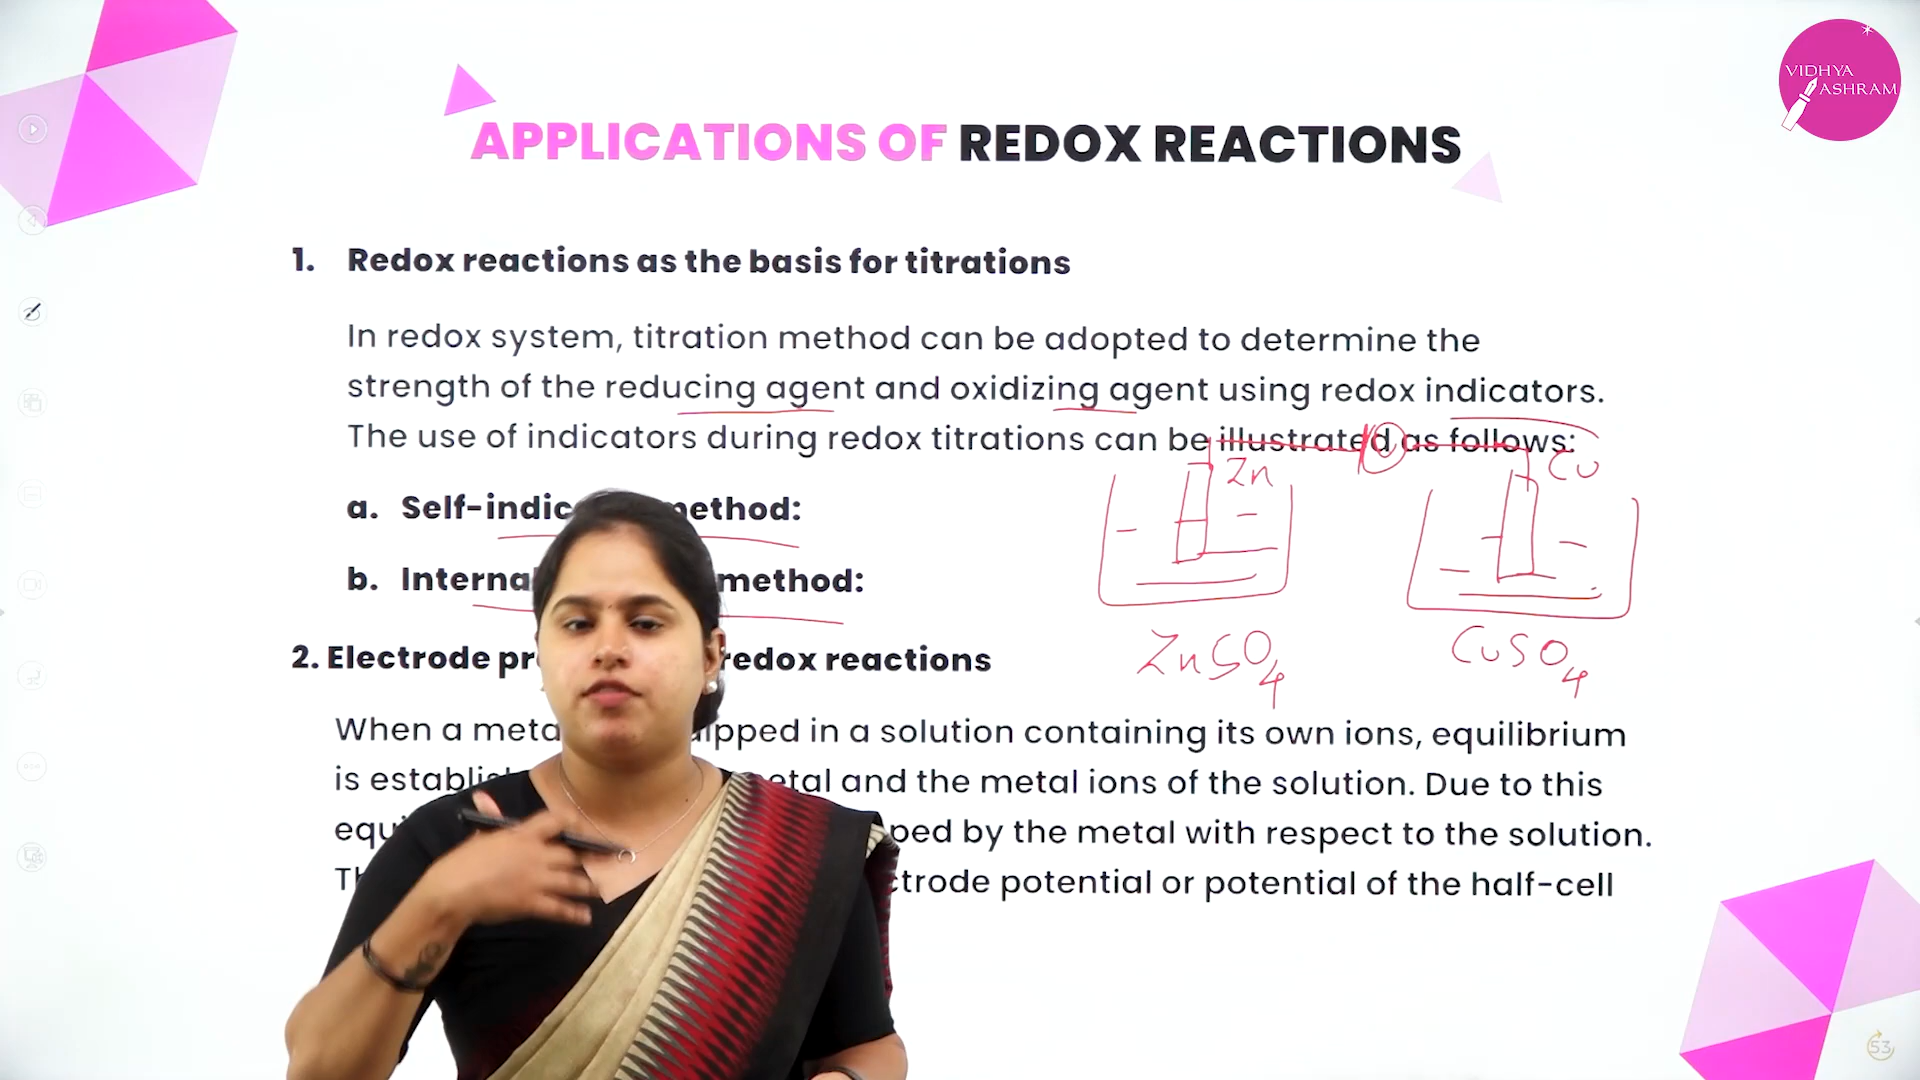 VIDHYA
ASHRAM
APPLICATIONS OF REDOX REACTIONS
1. Redox reactions as the basis for titrations
In redox system, titration method can be adopted to determine the
strength of the reducing agent and oxidizing agent using redox indicators.
The use of indicators during redox titrations can be illustrated as follows:
Zn Cu
a. Self-indic ethod:
b. Internal method:
ZnSO4 CuSO4
2. Electrode pr redox reactions
When a meta ipped in a solution containing its own ions, equilibrium
is establis etal and the metal ions of the solution. Due to this
equi ped by the metal with respect to the solution.
Th ctrode potential or potential of the half-cell
53